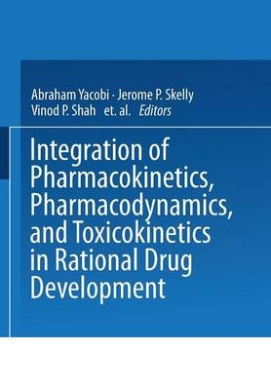 Abraham Yacobi · Jerome P. Skelly
Vinod P. Shah et. al. Editors
Integration of
Pharmacokinetics,
Pharmacodynamics,
and Toxicokinetics
in Rational Drug
Development